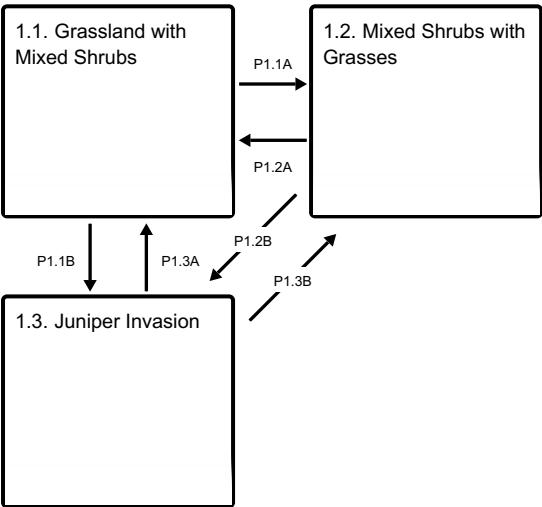 1.1. Grassland with
Mixed Shrubs
1.2. Mixed Shrubs with
Grasses
P1.1A
P1.2A
P1.2B
P1.1B
P1.3A
P1.3B
1.3. Juniper Invasion